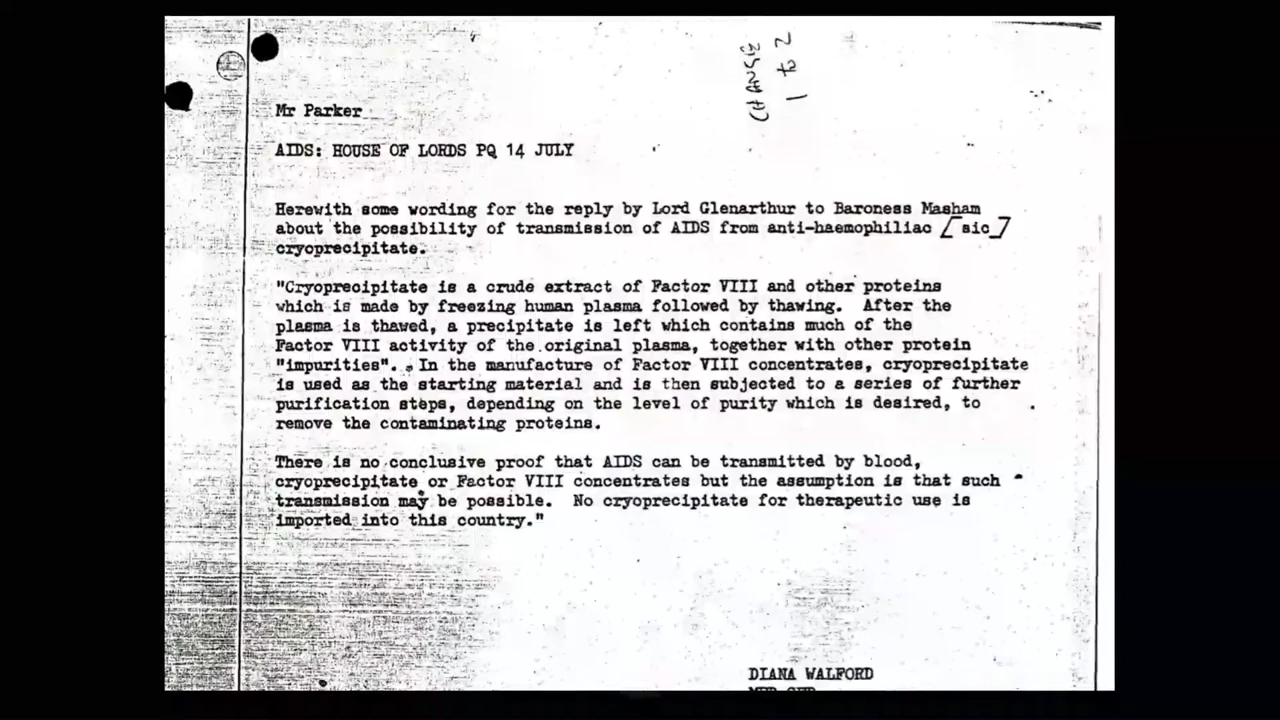 CHANGE
1 to 2
Mr Parker
AIDS: HOUSE OF LORDS PQ 14 JULY
Herewith some wording for the reply by Lord Glenarthur to Baroness Masham
about the possibility of transmission of AIDS from anti-haemophiliac [sic]
cryoprecipitate.
"Cryoprecipitate is a crude extract of Factor VIII and other proteins
which is made by freezing human plasma followed by thawing. After the
plasma is thawed, a precipitate is left which contains much of the
Factor VIII activity of the original plasma, together with other protein
"impurities". In the manufacture of Factor VIII concentrates, cryoprecipitate
is used as the starting material and is then subjected to a series of further
purification steps, depending on the level of purity which is desired, to
remove the contaminating proteins.
There is no conclusive proof that AIDS can be transmitted by blood,
cryoprecipitate or Factor VIII concentrates but the assumption is that such
transmission may be possible. No cryoprecipitate for therapeutic use is
imported into this country."
DIANA WALFORD